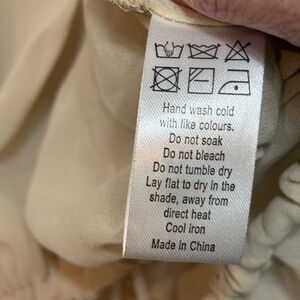 Hand wash cold
with like colours.
Do not soak
Do not bleach
Do not tumble dry
Lay flat to dry in the
shade, away from
direct heat
Cool iron
Made in China